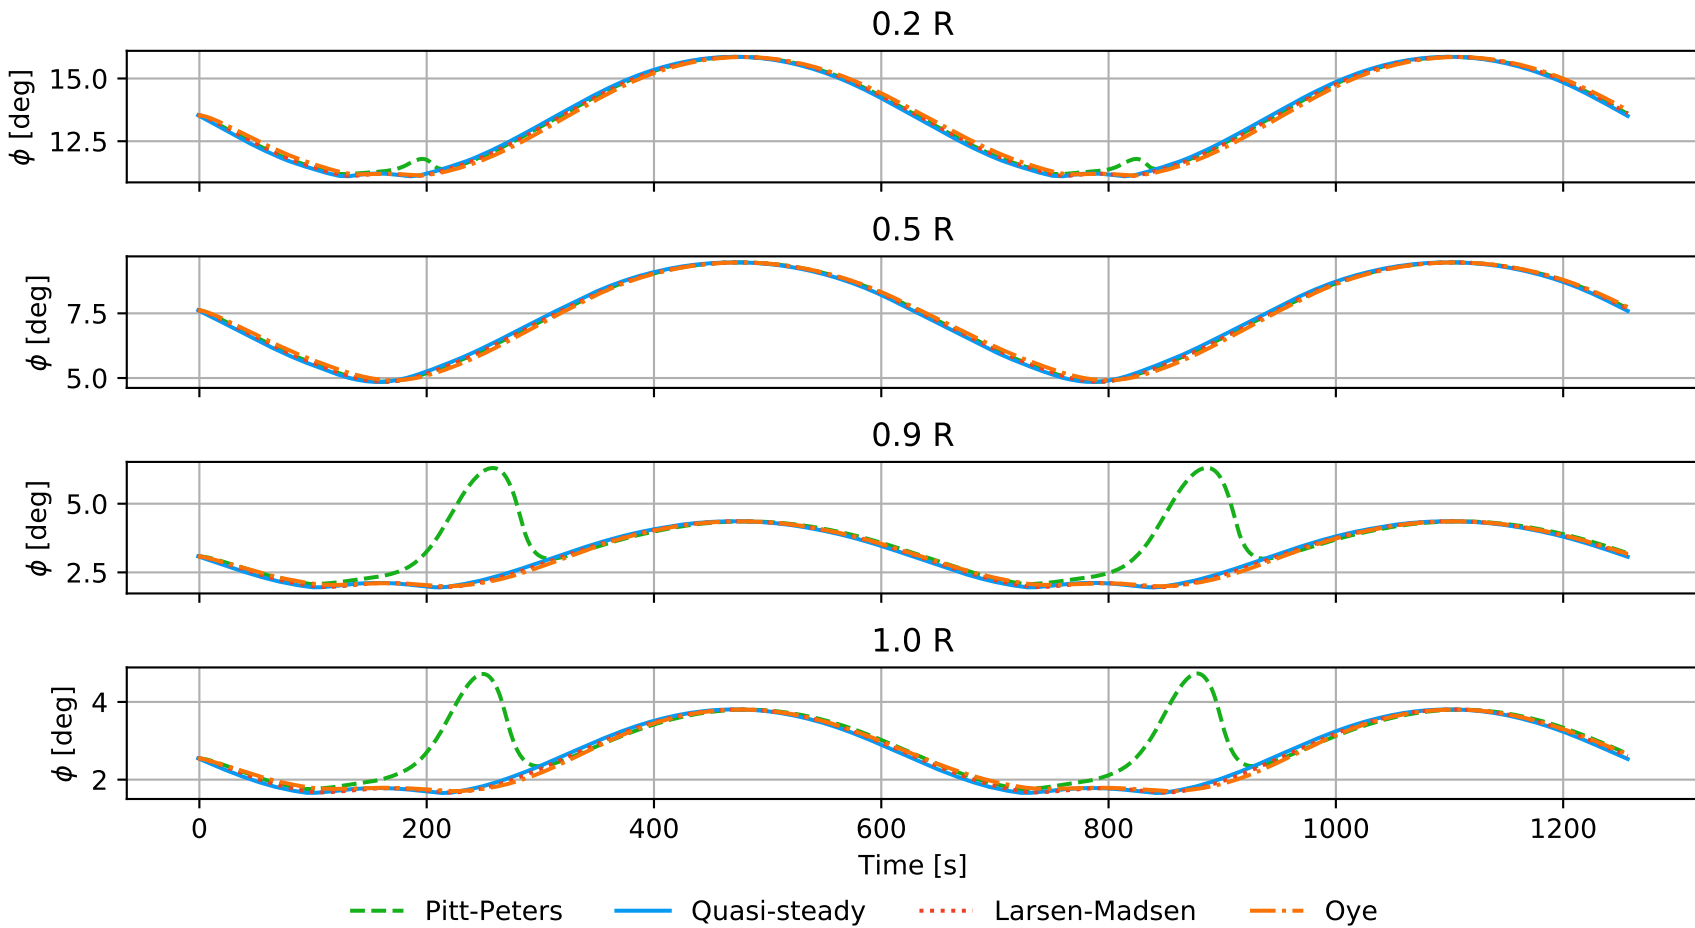 0.2 R
15.0
12.5
ϕ [deg]
0.5 R
7.5
5.0
ϕ [deg]
0.9 R
5.0
2.5
ϕ [deg]
1.0 R
4
2
ϕ [deg]
0 200 400 600 800 1000 1200
Time [s]
Pitt-Peters Quasi-steady Larsen-Madsen Oye